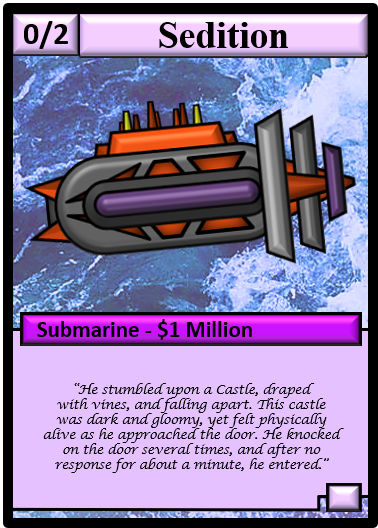 0/2 Sedition
Submarine - $1 Million
“He stumbled upon a Castle, draped
with vines, and falling apart. This castle
was dark and gloomy, yet felt physically
alive as he approached the door. He knocked
on the door several times, and after no
response for about a minute, he entered.”